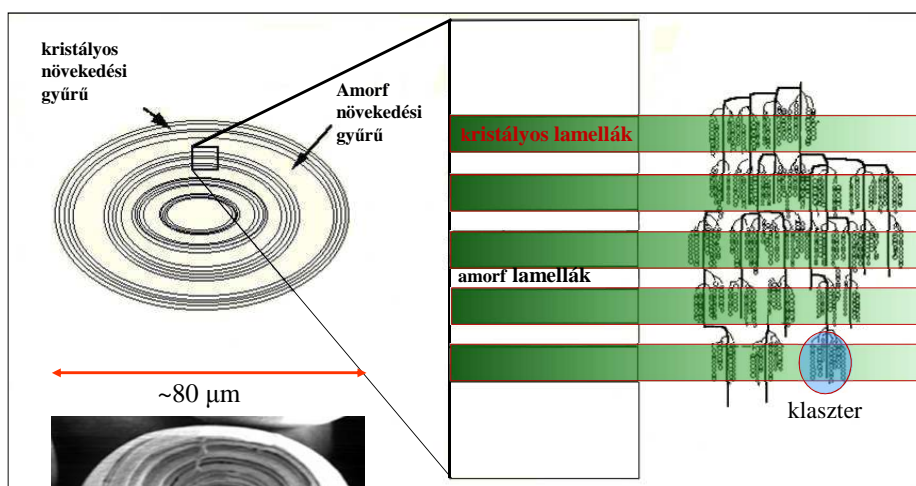 kristályos
növekedési
gyűrű
Amorf
növekedési
gyűrű
kristályos lamellák
amorf lamellák
~80 μm
klaszter